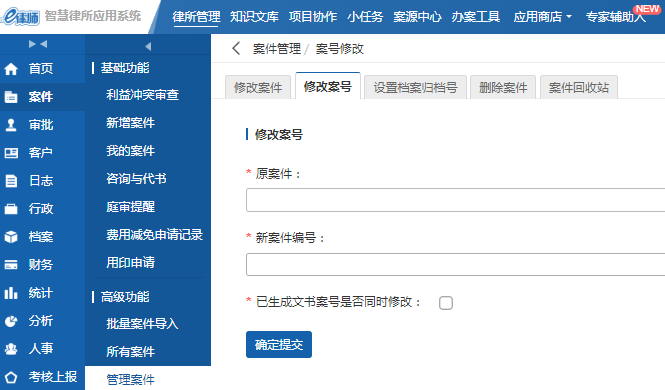 e律师 智慧律所应用系统 律所管理 知识文库 项目协作 小任务 案源中心 办案工具 应用商店 专家辅助人 NEW
首页
案件
审批
客户
日志
行政
档案
财务
统计
分析
人事
考核上报
基础功能
利益冲突审查
新增案件
我的案件
咨询与代书
庭审提醒
费用减免申请记录
用印申请
高级功能
批量案件导入
所有案件
管理案件
案件管理 / 案号修改
修改案件 修改案号 设置档案归档号 删除案件 案件回收站
修改案号
* 原案件：
* 新案件编号：
* 已生成文书案号是否同时修改：
确定提交